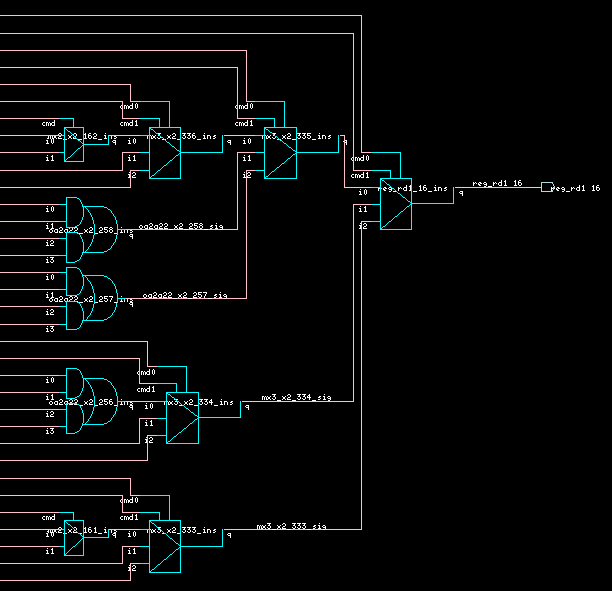 cmd0
cmd0
cmd
cmd1
cmd1
mx2_x2_162_ins
mx3_x2_336_ins
mx3_x2_335_ins
i0
q
i0
q
i0
q
i1
i1
i1
cmd0
i2
i2
cmd1
reg_rd1_16_ins
reg_rd1 16
reg_rd1 16
i0
q
i0
i1
i1
i2
oa2a22_x2_258_ins
oa2a22_x2_258_sig
q
i2
i3
i0
i1
oa2a22_x2_257_ins
oa2a22_x2_257_sig
q
i2
i3
cmd0
i0
cmd1
i1
oa2a22_x2_256_ins
mx3_x2_334_ins
mx3_x2_334_sig
q
i0
q
i2
i1
i3
i2
cmd0
cmd
cmd1
mx2_x2_161_ins
mx3_x2_333_ins
mx3_x2_333_sig
i0
q
i0
q
i1
i1
i2